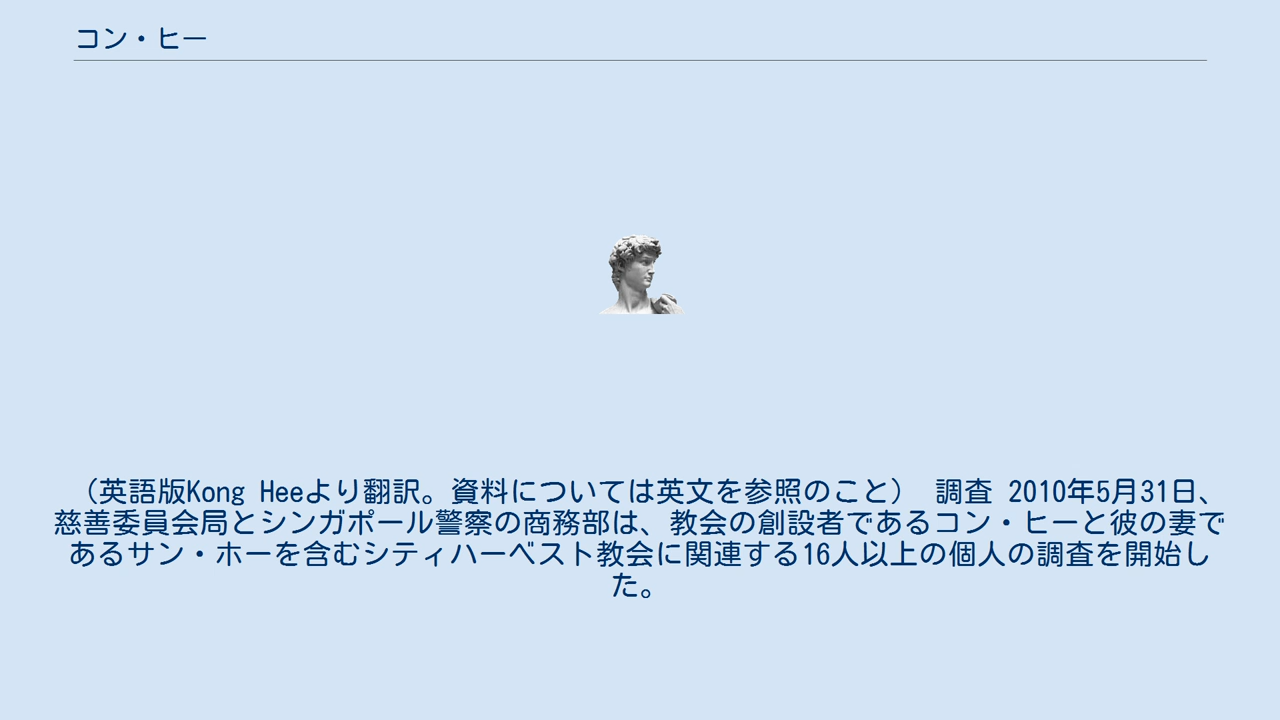 コン・ヒー
（英語版Kong Heeより翻訳。資料については英文を参照のこと） 調査 2010年5月31日、
慈善委員会局とシンガポール警察の商務部は、教会の創設者であるコン・ヒーと彼の妻で
あるサン・ホーを含むシティハーベスト教会に関連する16人以上の個人の調査を開始し
た。